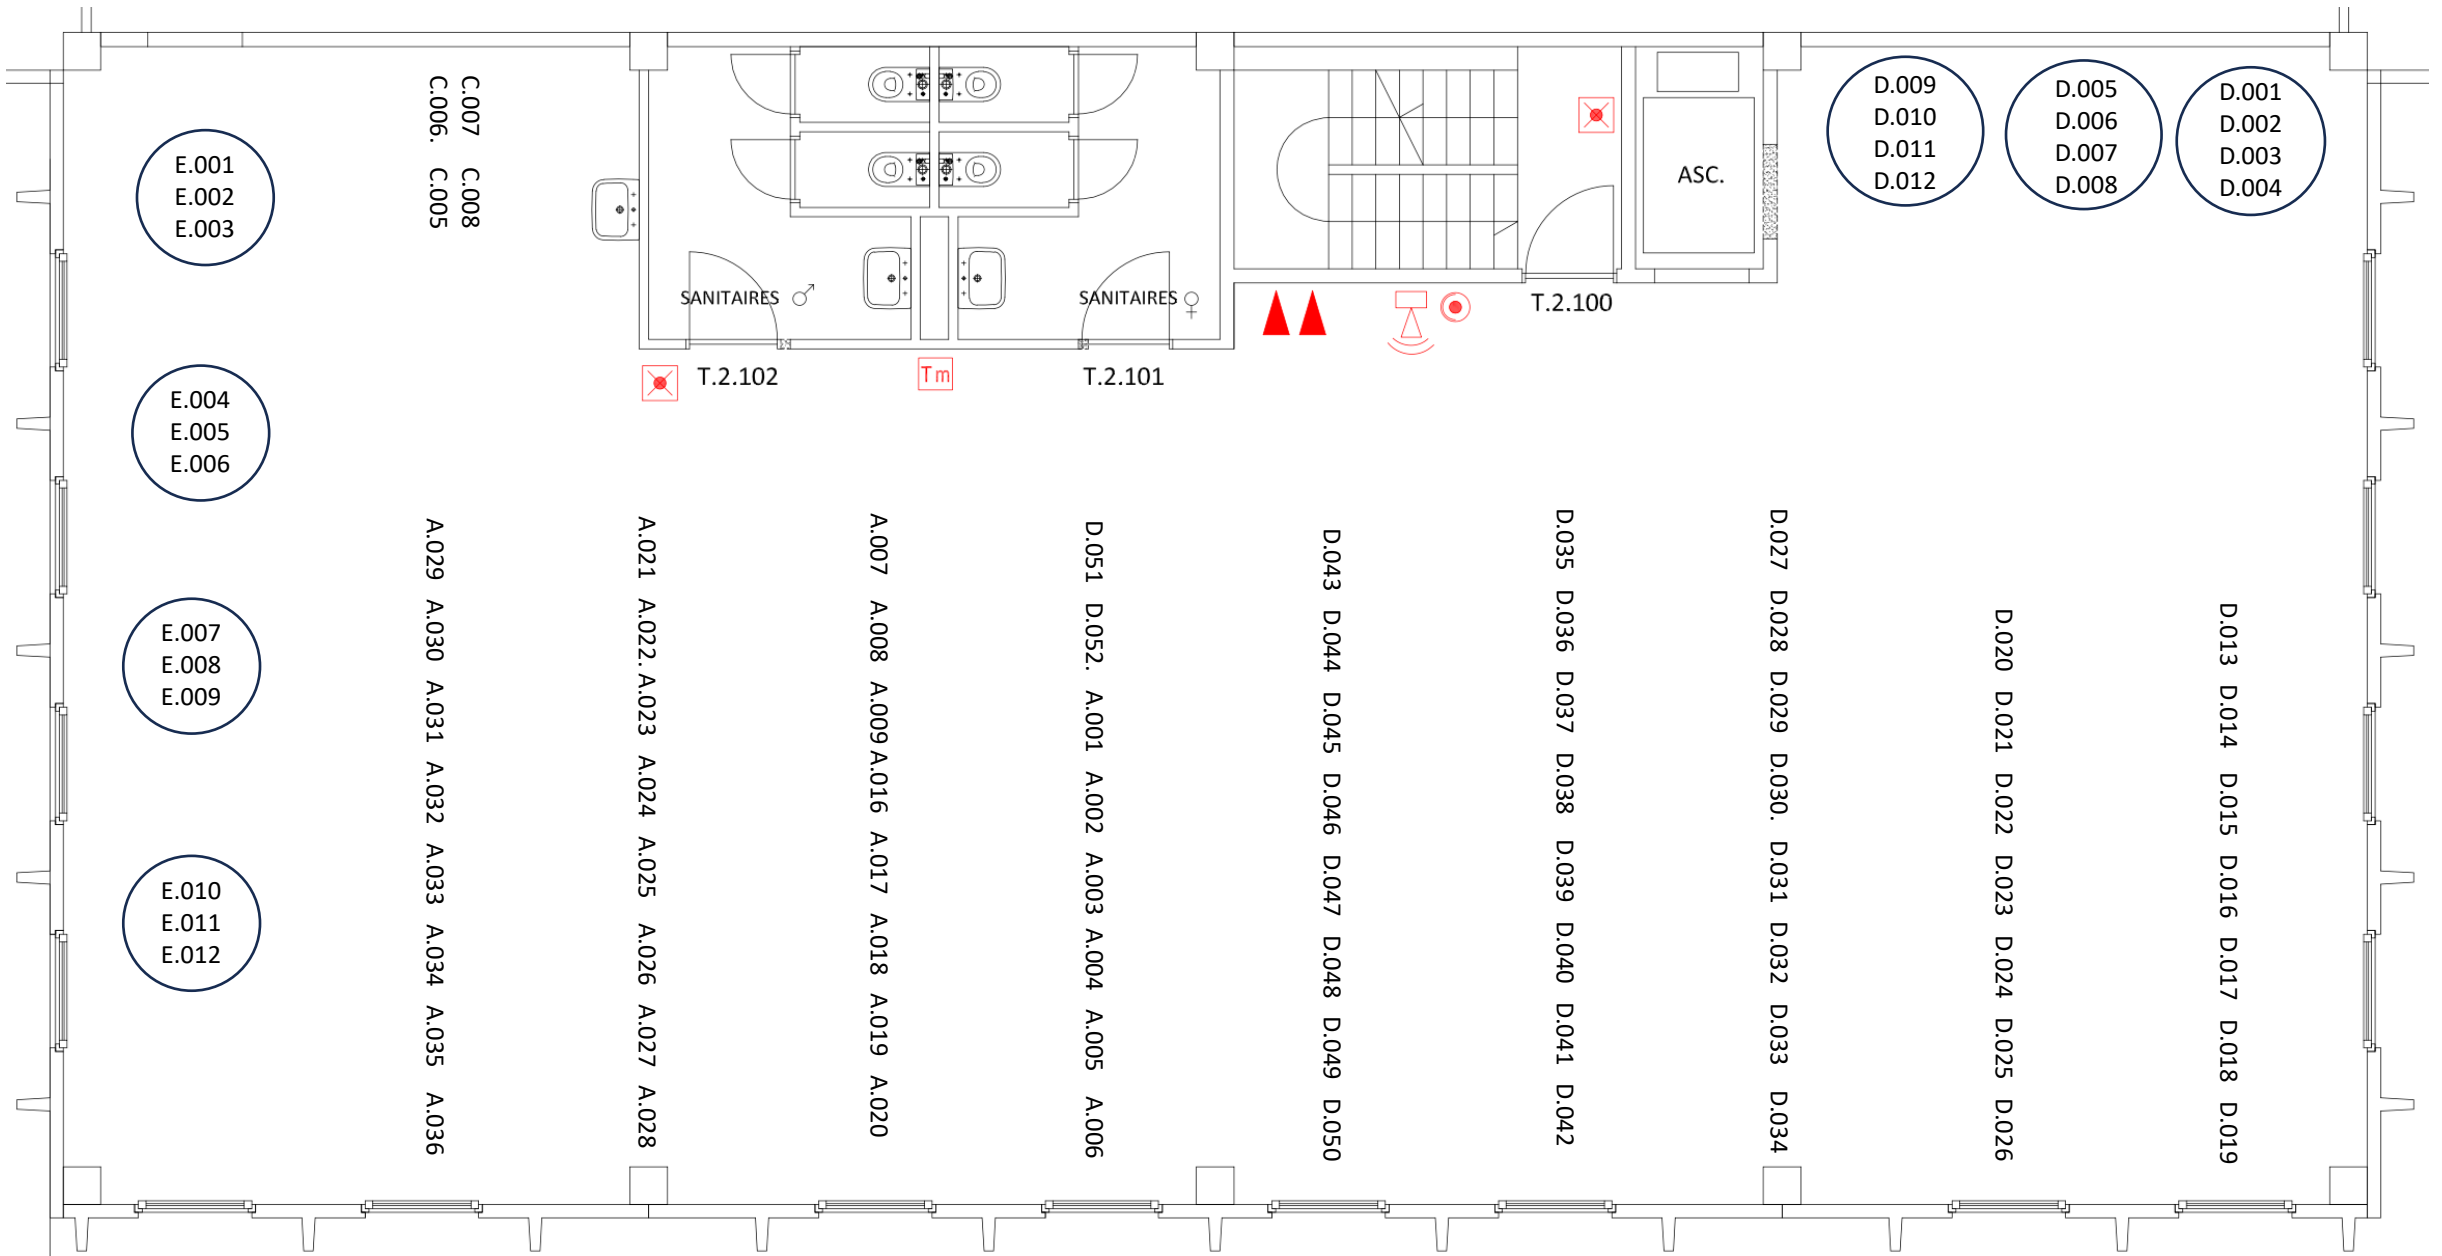 E.001
E.002
E.003
E.004
E.005
E.006
E.007
E.008
E.009
E.010
E.011
E.012
C.007 C.008
C.006. C.005
SANITAIRES ♂
SANITAIRES ♀
T.2.102
Tm
T.2.101
T.2.100
ASC.
D.009
D.010
D.011
D.012
D.005
D.006
D.007
D.008
D.001
D.002
D.003
D.004
A.029 A.030 A.031 A.032 A.033 A.034 A.035 A.036
A.021 A.022. A.023 A.024 A.025 A.026 A.027 A.028
A.007 A.008 A.009 A.016 A.017 A.018 A.019 A.020
D.051 D.052. A.001 A.002 A.003 A.004 A.005 A.006
D.043 D.044 D.045 D.046 D.047 D.048 D.049 D.050
D.035 D.036 D.037 D.038 D.039 D.040 D.041 D.042
D.027 D.028 D.029 D.030. D.031 D.032 D.033 D.034
D.020 D.021 D.022 D.023 D.024 D.025 D.026
D.013 D.014 D.015 D.016 D.017 D.018 D.019